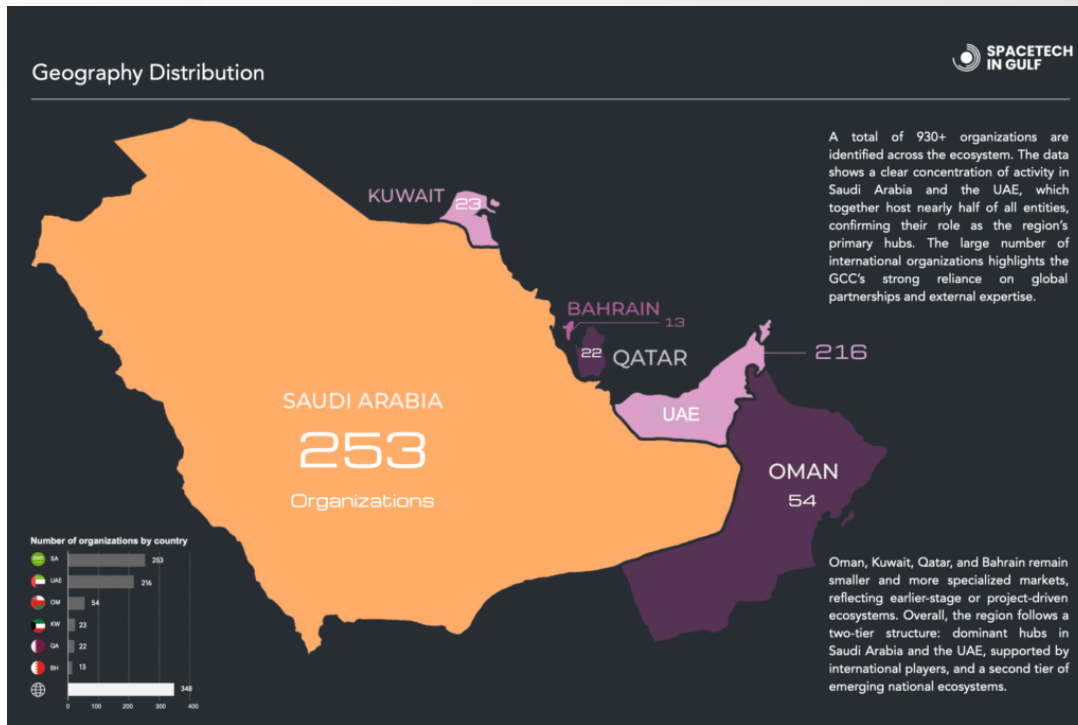 Geography Distribution
SPACETECH
IN GULF
A total of 930+ organizations are
identified across the ecosystem. The data
shows a clear concentration of activity in
Saudi Arabia and the UAE, which
together host nearly half of all entities,
confirming their role as the region's
primary hubs. The large number of
international organizations highlights the
GCC's strong reliance on global
partnerships and external expertise.
KUWAIT
23
BAHRAIN
13
22
QATAR
216
UAE
SAUDI ARABIA
253
Organizations
OMAN
54
Number of organizations by country
SA 253
UAE 216
OM 54
KW 23
QA 22
BH 13
348
0 100 200 300 400
Oman, Kuwait, Qatar, and Bahrain remain
smaller and more specialized markets,
reflecting earlier-stage or project-driven
ecosystems. Overall, the region follows a
two-tier structure: dominant hubs in
Saudi Arabia and the UAE, supported by
international players, and a second tier of
emerging national ecosystems.